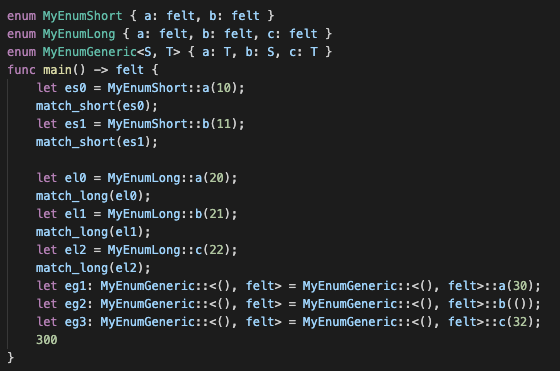 enum MyEnumShort { a: felt, b: felt }
enum MyEnumLong { a: felt, b: felt, c: felt }
enum MyEnumGeneric<S, T> { a: T, b: S, c: T }
func main() -> felt {
    let es0 = MyEnumShort::a(10);
    match_short(es0);
    let es1 = MyEnumShort::b(11);
    match_short(es1);

    let el0 = MyEnumLong::a(20);
    match_long(el0);
    let el1 = MyEnumLong::b(21);
    match_long(el1);
    let el2 = MyEnumLong::c(22);
    match_long(el2);
    let eg1: MyEnumGeneric::<(), felt> = MyEnumGeneric::<(), felt>::a(30);
    let eg2: MyEnumGeneric::<(), felt> = MyEnumGeneric::<(), felt>::b(());
    let eg3: MyEnumGeneric::<(), felt> = MyEnumGeneric::<(), felt>::c(32);
    300
}